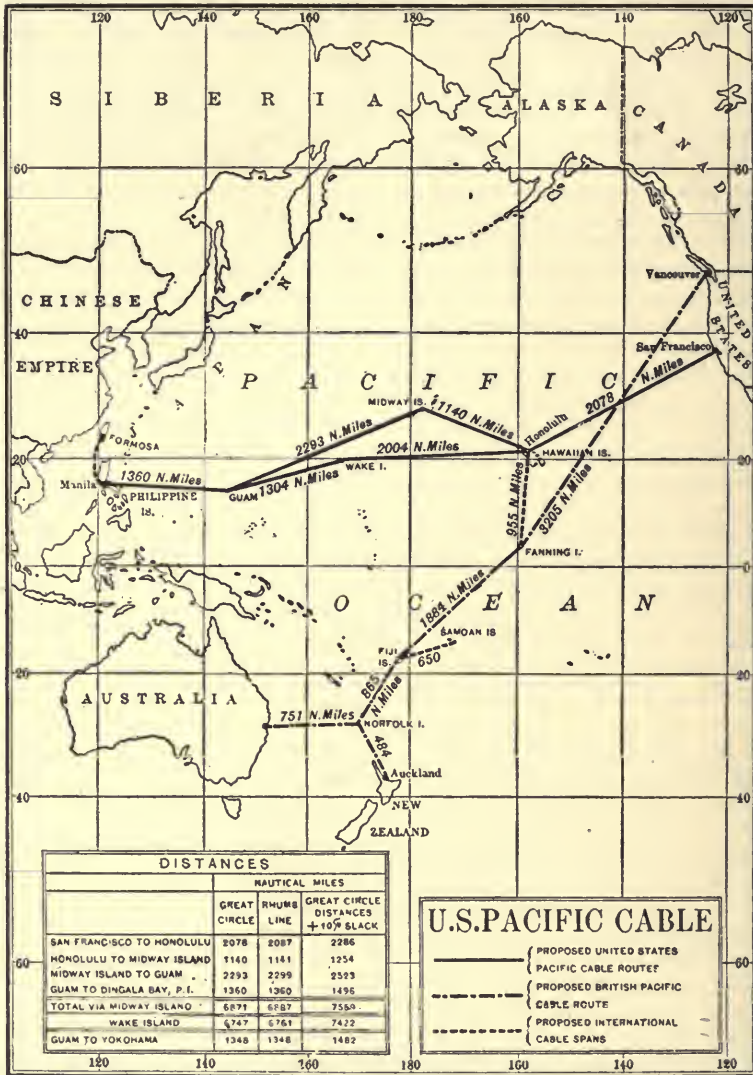 120 140 160 180 160 140 120
S I B E R I A
ALASKA
CANADA
60 60
Vancouver
UNITED STATES
CHINESE
EMPIRE
JAPAN
40 40
San Francisco
P A C I F I C
2078 N.Miles
MIDWAY IS.
1140 N.Miles
Honolulu
2293 N.Miles
2004 N.Miles
HAWAIIAN IS.
FORMOSA
20 20
WAKE I.
Manila
1360 N.Miles
GUAM
1304 N.Miles
PHILIPPINE
IS.
955 N.Miles
3205 N.Miles
FANNING I.
0 0
O C E A N
1884 N.Miles
SAMOAN IS
FIJI
IS.
650
20 20
865
N.Miles
AUSTRALIA
751 N.Miles
NORFOLK I.
484
Auckland
40 40
NEW
ZEALAND
DISTANCES
NAUTICAL MILES
GREAT CIRCLE RHUMB LINE GREAT CIRCLE DISTANCES +10% SLACK
SAN FRANCISCO TO HONOLULU 2078 2087 2286
HONOLULU TO MIDWAY ISLAND 1140 1141 1254
MIDWAY ISLAND TO GUAM 2293 2299 2523
GUAM TO DINGALA BAY, P.I. 1360 1360 1496
TOTAL VIA MIDWAY ISLAND 6871 6887 7559
WAKE ISLAND 6747 6761 7422
GUAM TO YOKOHAMA 1348 1348 1482
U.S.PACIFIC CABLE
PROPOSED UNITED STATES
PACIFIC CABLE ROUTES
PROPOSED BRITISH PACIFIC
CABLE ROUTE
PROPOSED INTERNATIONAL
CABLE SPANS
60 60
120 140 160 180 160 140 120